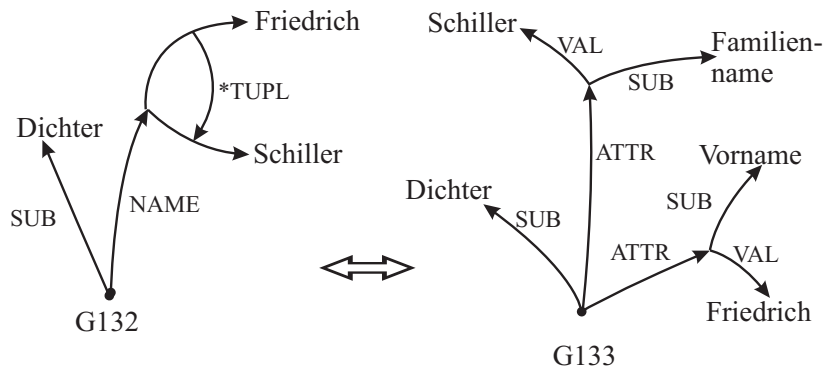 Friedrich
*TUPL
Dichter
Schiller
SUB
NAME
G132
Schiller
VAL
Familien-
name
SUB
ATTR
Vorname
Dichter
SUB
SUB
ATTR
VAL
Friedrich
G133